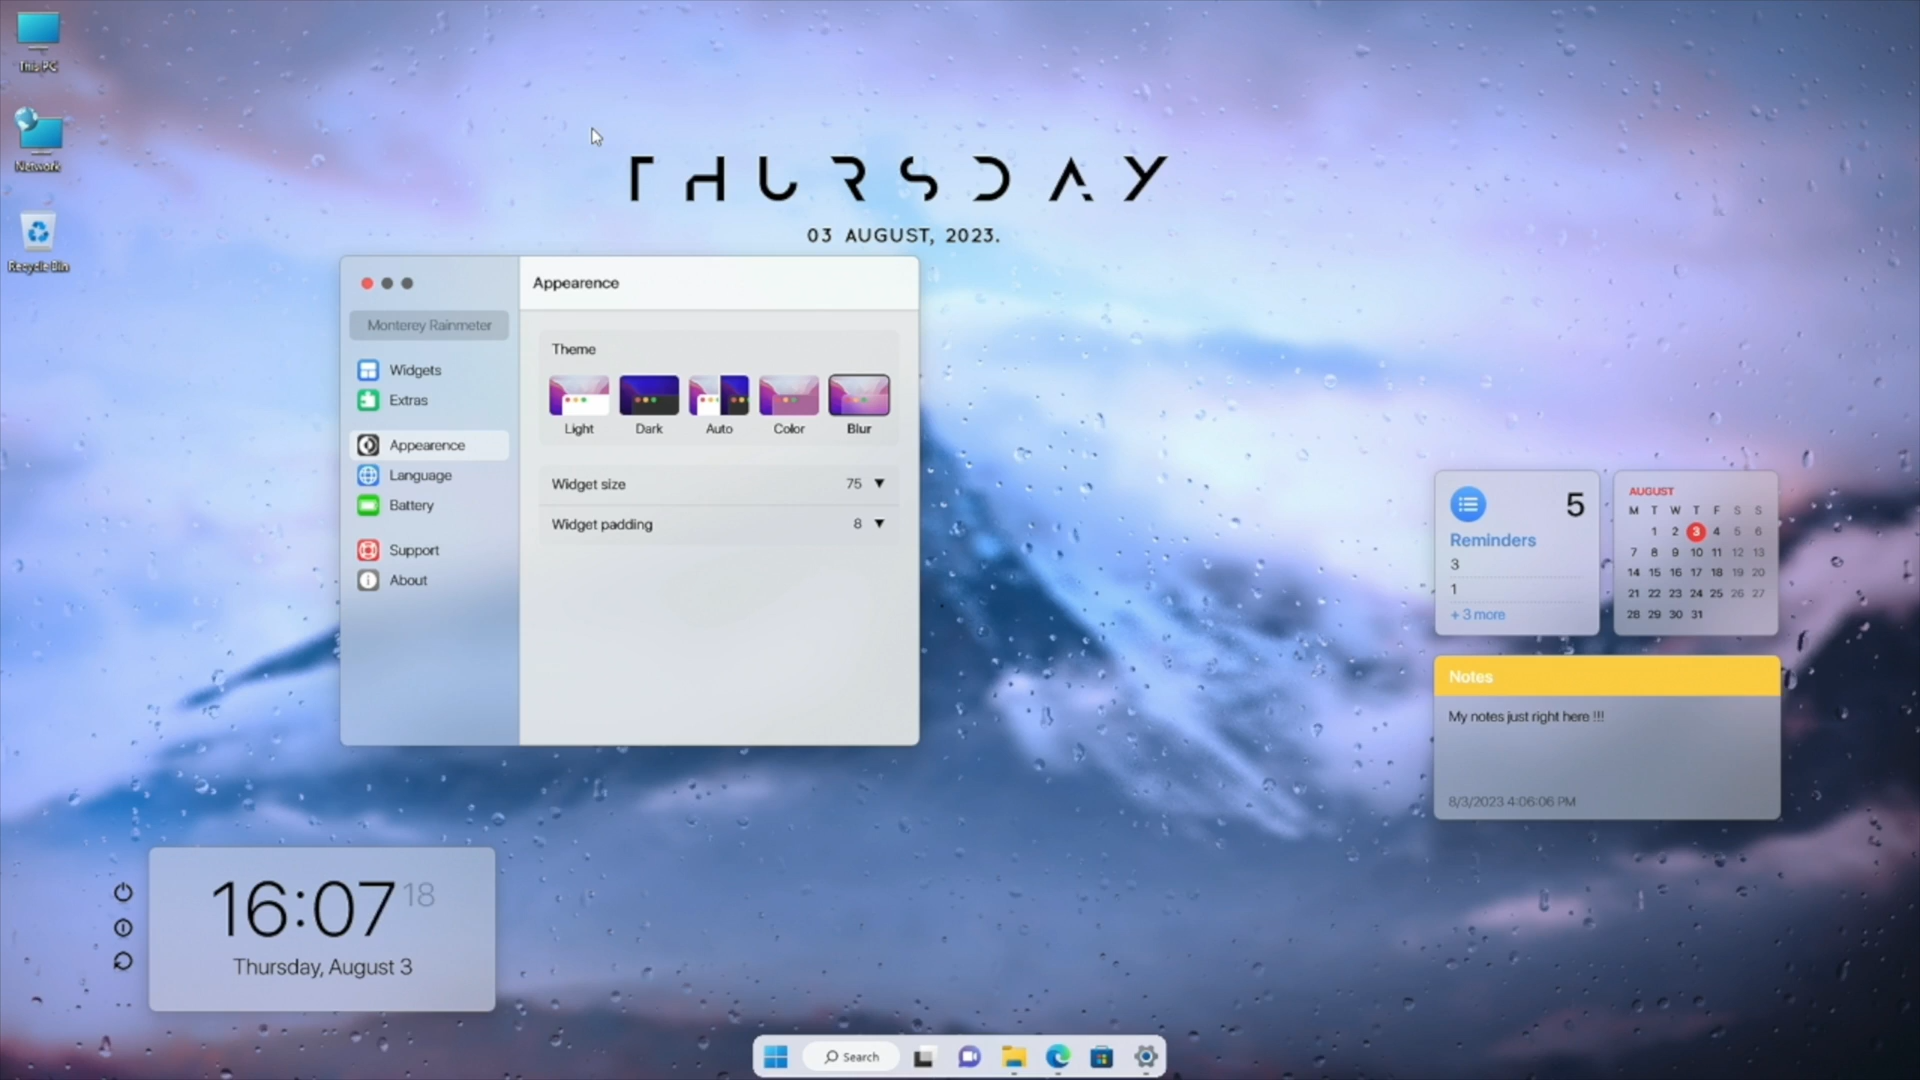 This PC
Network
Recycle Bin
THURSDAY
03 AUGUST, 2023.
Monterey Rainmeter
Widgets
Extras
Appearence
Language
Battery
Support
About
Appearence
Theme
Light Dark Auto Color Blur
Widget size 75
Widget padding 8
5
Reminders
3
1
+ 3 more
AUGUST
M T W T F S S
1 2 3 4 5 6
7 8 9 10 11 12 13
14 15 16 17 18 19 20
21 22 23 24 25 26 27
28 29 30 31
Notes
My notes just right here !!!
8/3/2023 4:06:06 PM
16:07 18
Thursday, August 3
Search